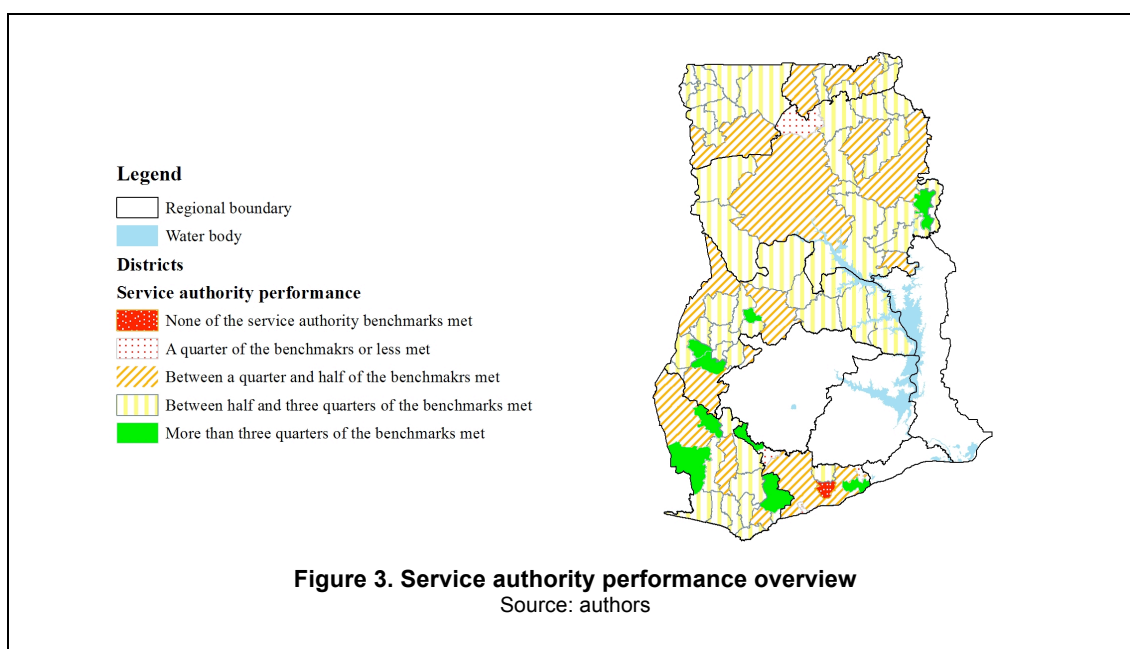 Legend
Regional boundary
Water body
Districts
Service authority performance
None of the service authority benchmarks met
A quarter of the benchmakrs or less met
Between a quarter and half of the benchmakrs met
Between half and three quarters of the benchmarks met
More than three quarters of the benchmarks met
Figure 3. Service authority performance overview
Source: authors